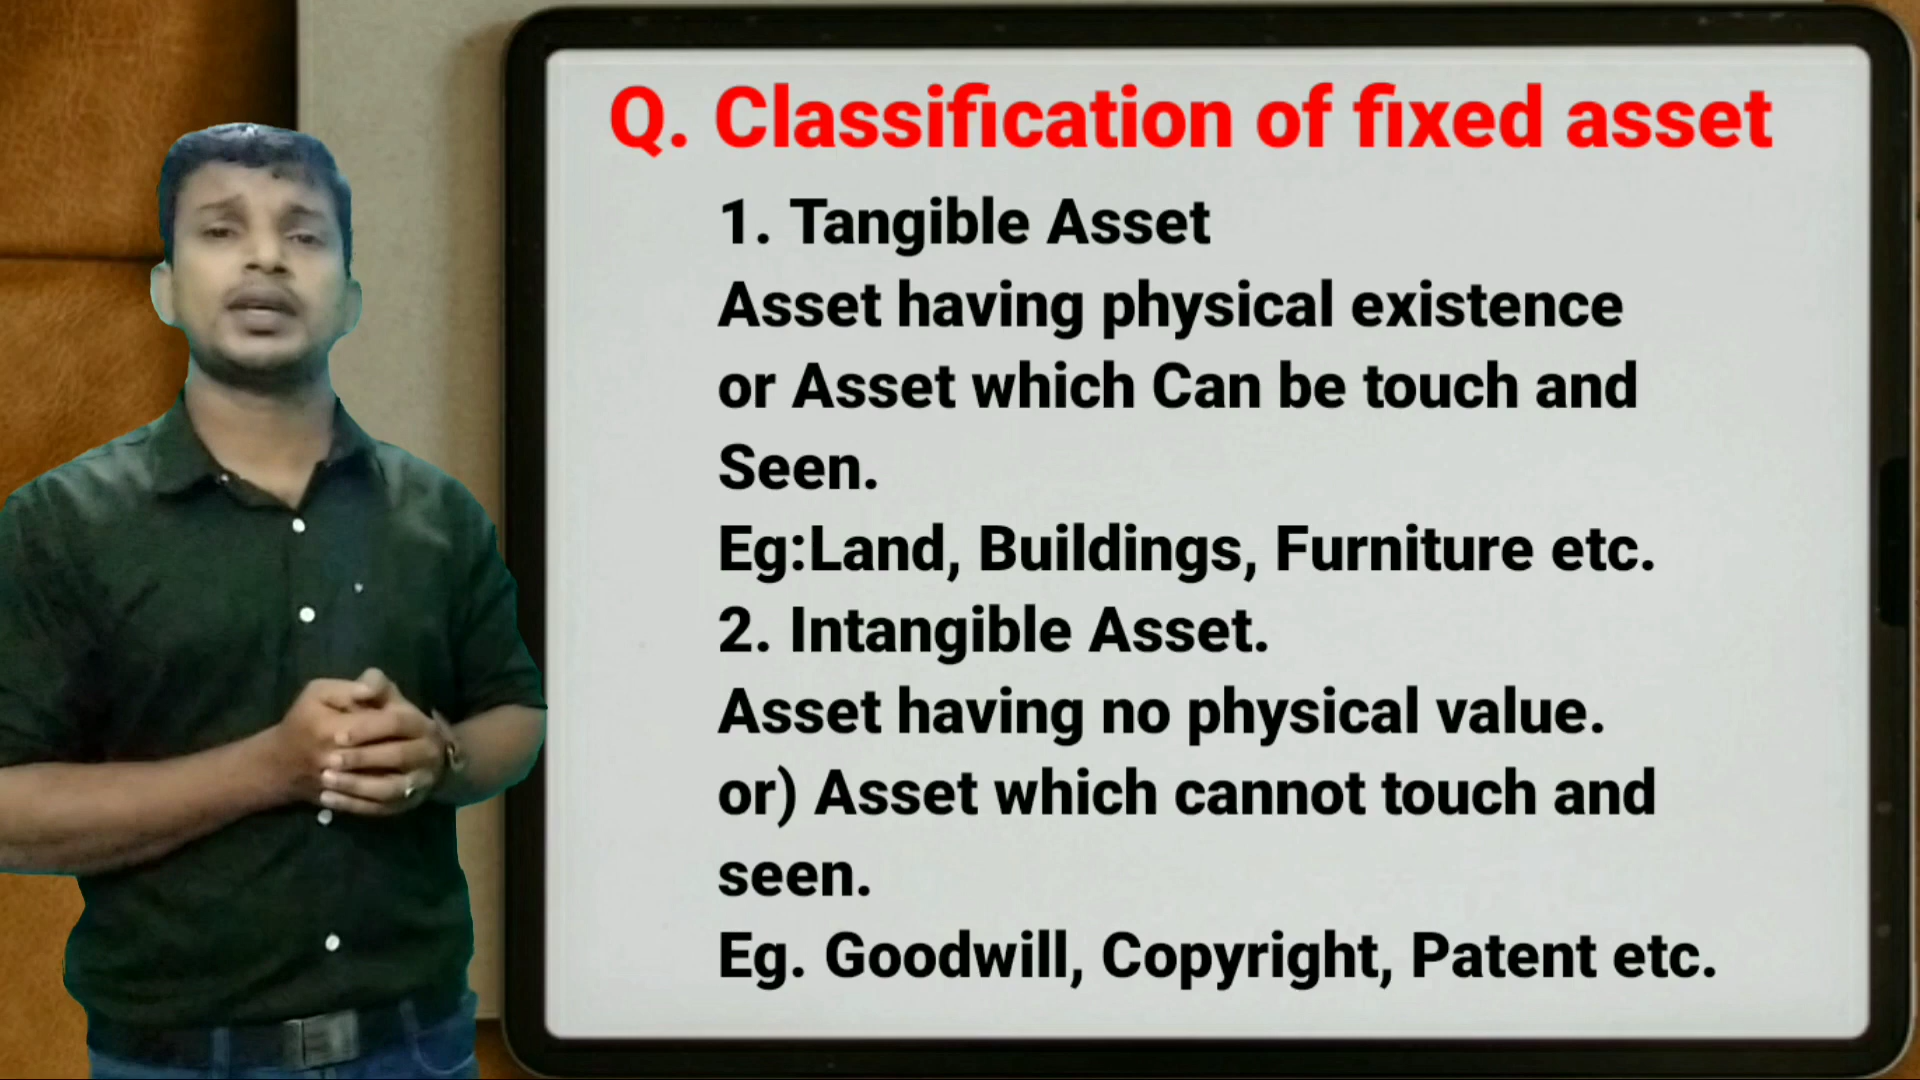 Q. Classification of fixed asset
1. Tangible Asset
Asset having physical existence
or Asset which Can be touch and
Seen.
Eg:Land, Buildings, Furniture etc.
2. Intangible Asset.
Asset having no physical value.
or) Asset which cannot touch and
seen.
Eg. Goodwill, Copyright, Patent etc.